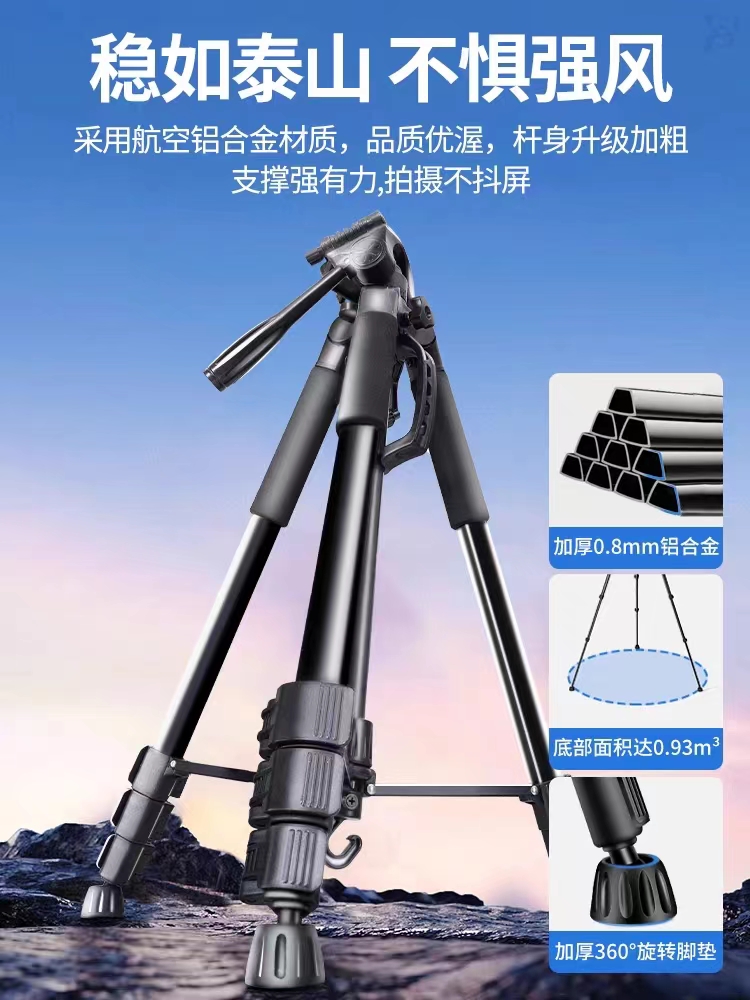 稳如泰山 不惧强风
采用航空铝合金材质，品质优渥，杆身升级加粗
支撑强有力,拍摄不抖屏
加厚0.8mm铝合金
底部面积达0.93m³
加厚360°旋转脚垫